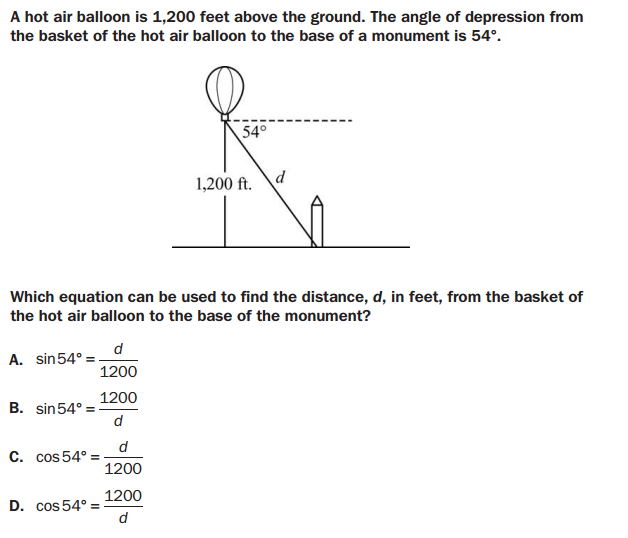 A hot air balloon is 1,200 feet above the ground. The angle of depression from
the basket of the hot air balloon to the base of a monument is 54°.
54°
1,200 ft.
d
Which equation can be used to find the distance, d, in feet, from the basket of
the hot air balloon to the base of the monument?
A. sin54° = d/1200
B. sin54° = 1200/d
C. cos54° = d/1200
D. cos54° = 1200/d